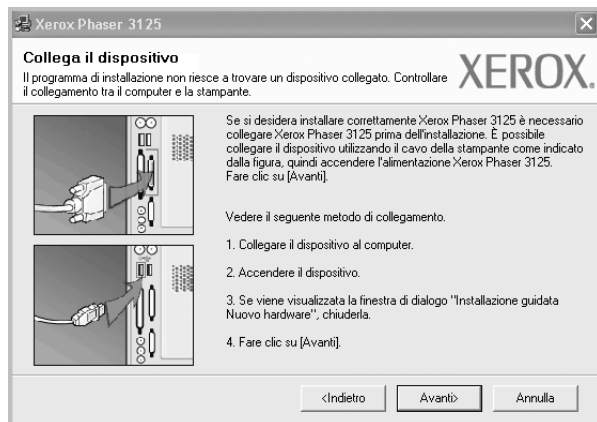 Xerox Phaser 3125
Collega il dispositivo
Il programma di installazione non riesce a trovare un dispositivo collegato. Controllare
il collegamento tra il computer e la stampante.
XEROX.
Se si desidera installare correttamente Xerox Phaser 3125 è necessario
collegare Xerox Phaser 3125 prima dell'installazione. È possibile
collegare il dispositivo utilizzando il cavo della stampante come indicato
dalla figura, quindi accendere l'alimentazione Xerox Phaser 3125.
Fare clic su [Avanti].
Vedere il seguente metodo di collegamento.
1. Collegare il dispositivo al computer.
2. Accendere il dispositivo.
3. Se viene visualizzata la finestra di dialogo "Installazione guidata
Nuovo hardware", chiuderla.
4. Fare clic su [Avanti].
<Indietro
Avanti>
Annulla